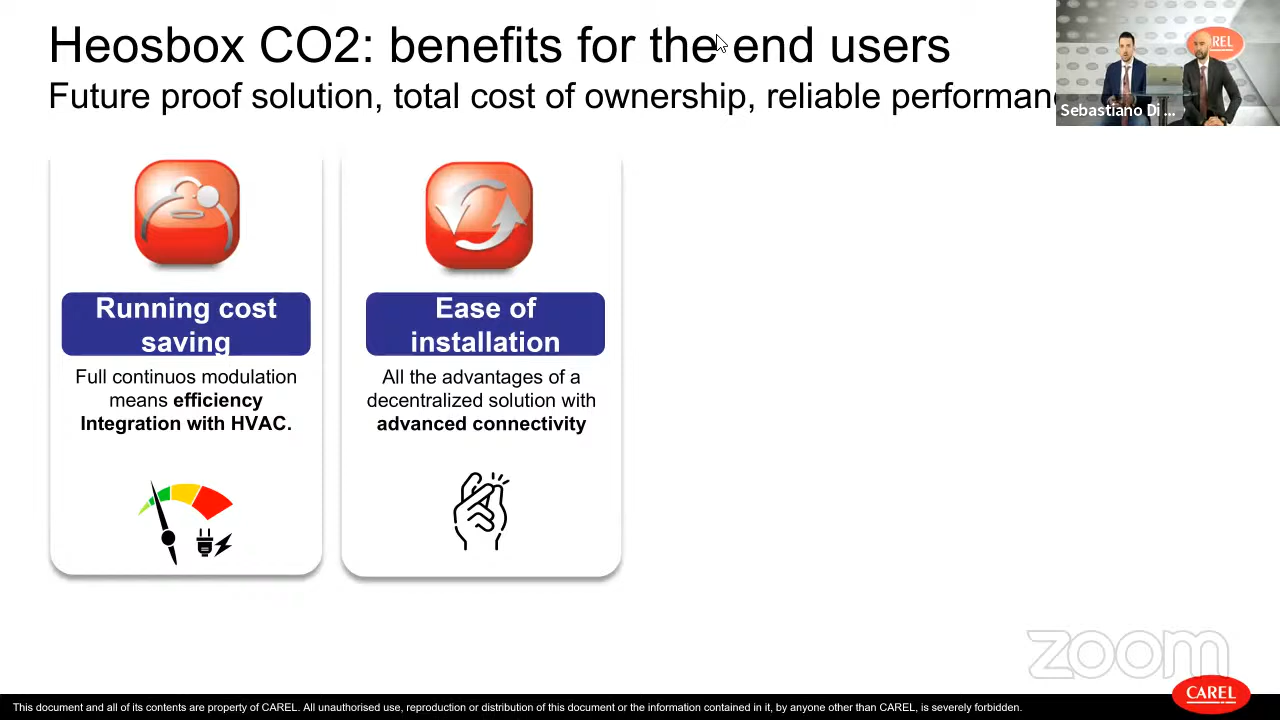 Heosbox CO2: benefits for the end users
Future proof solution, total cost of ownership, reliable performan
REL
Sebastiano Di ...
Running cost
saving
Full continuos modulation
means efficiency
Integration with HVAC.
Ease of
installation
All the advantages of a
decentralized solution with
advanced connectivity
zoom
CAREL
This document and all of its contents are property of CAREL. All unauthorised use, reproduction or distribution of this document or the information contained in it, by anyone other than CAREL, is severely forbidden.